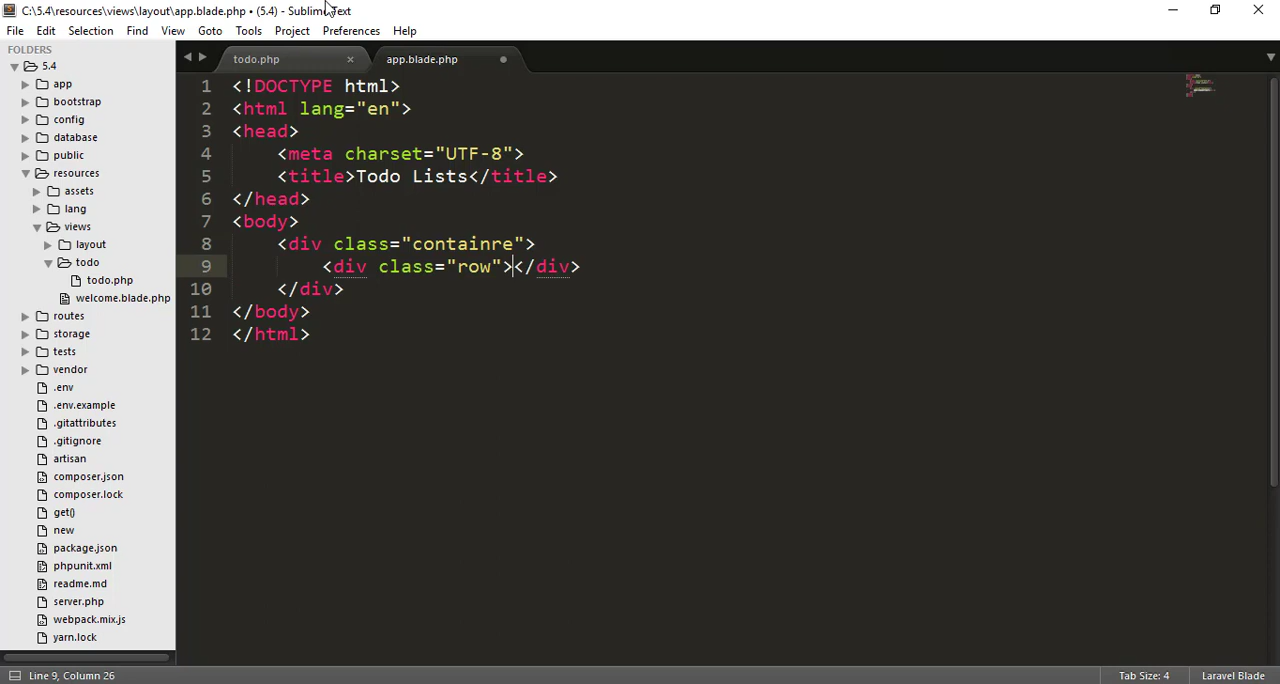 C:\5.4\resources\views\layout\app.blade.php • (5.4) - Sublime Text
File Edit Selection Find View Goto Tools Project Preferences Help
FOLDERS
5.4
app
bootstrap
config
database
public
resources
assets
lang
views
layout
todo
todo.php
welcome.blade.php
routes
storage
tests
vendor
.env
.env.example
.gitattributes
.gitignore
artisan
composer.json
composer.lock
get()
new
package.json
phpunit.xml
readme.md
server.php
webpack.mix.js
yarn.lock
todo.php × app.blade.php
1 <!DOCTYPE html>
2 <html lang="en">
3 <head>
4 <meta charset="UTF-8">
5 <title>Todo Lists</title>
6 </head>
7 <body>
8 <div class="containre">
9 <div class="row"></div>
10 </div>
11 </body>
12 </html>
Line 9, Column 26
Tab Size: 4
Laravel Blade